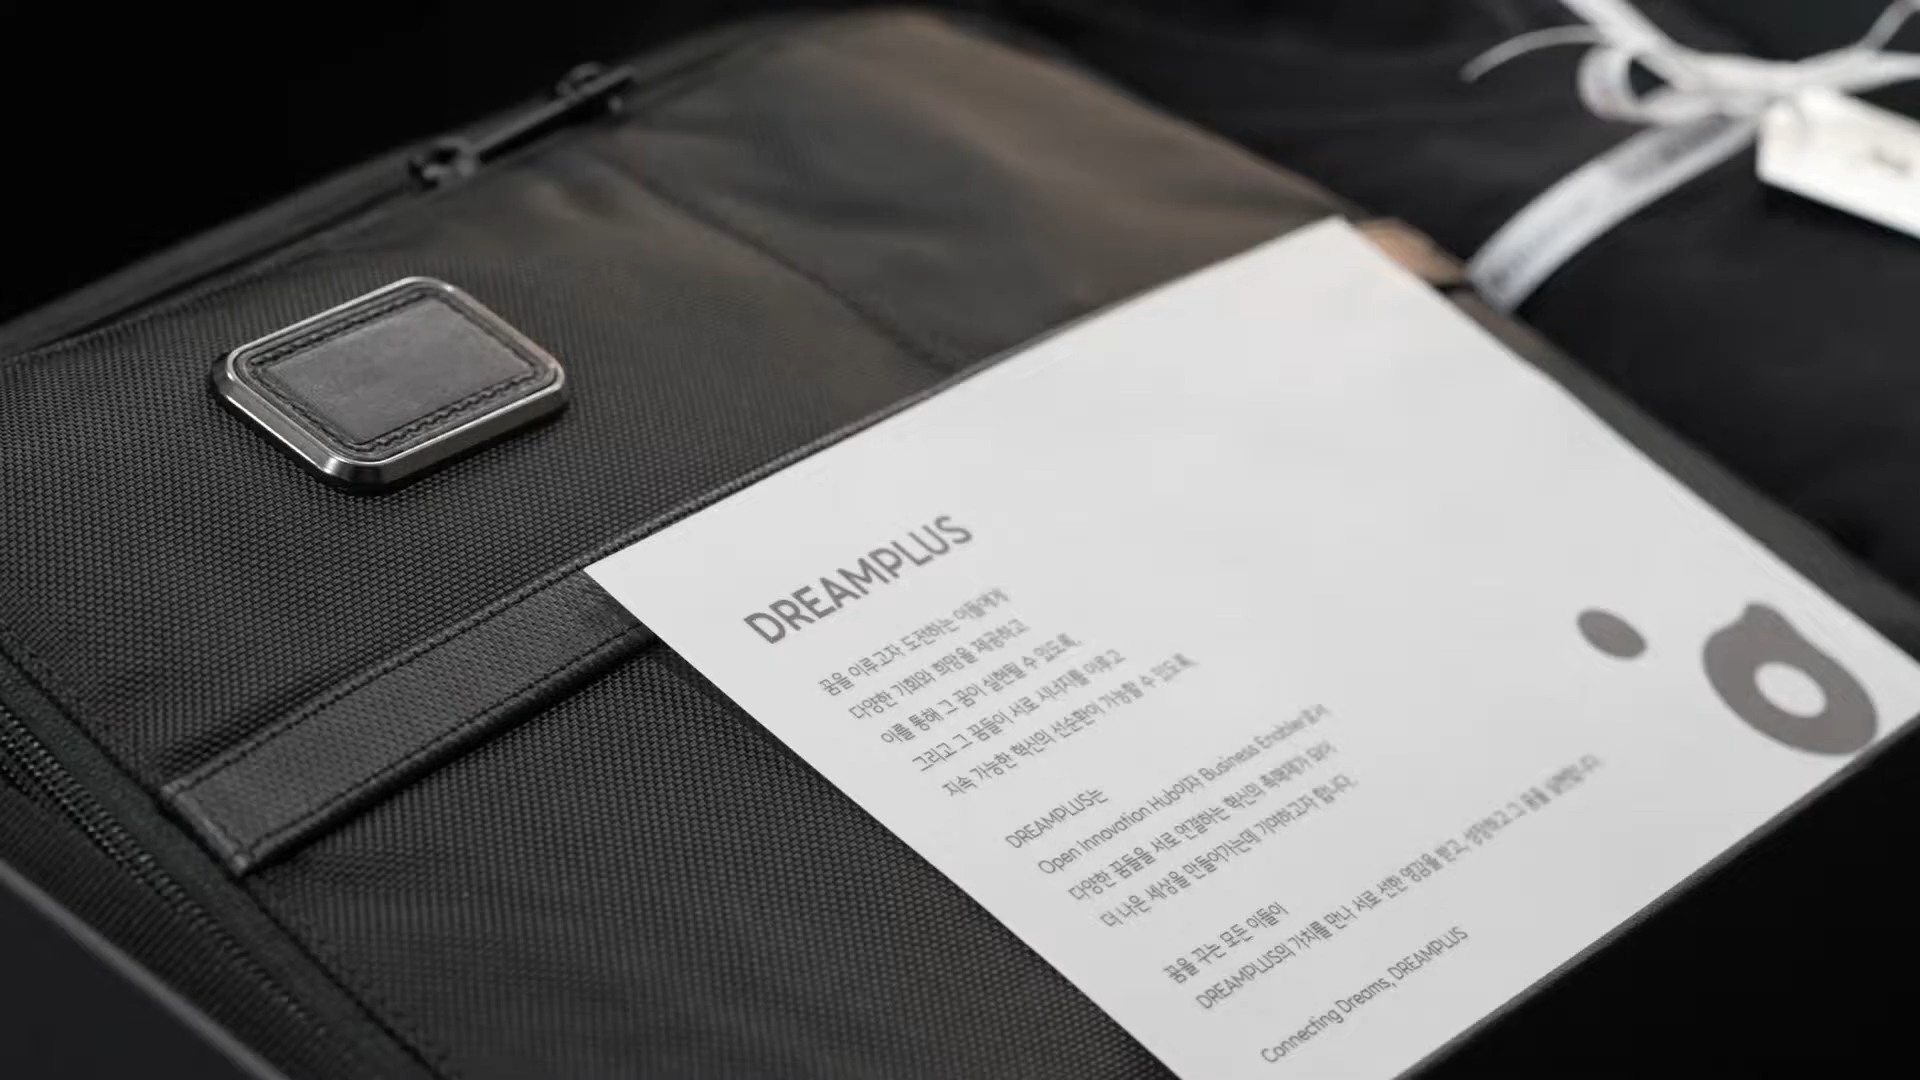 DREAMPLUS
꿈을 이루고자 도전하는 이들에게
다양한 기회와 희망을 제공하고
이를 통해 그 꿈이 실현될 수 있도록,
그리고 그 꿈들이 서로 시너지를 이루고
지속 가능한 혁신의 선순환이 가능할 수 있도록,
DREAMPLUS는
Open Innovation Hub이자 Business Enabler로서
다양한 꿈들을 서로 연결하는 혁신의 촉매제가 되어
더 나은 세상을 만들어가는데 기여하고자 합니다.
꿈을 꾸는 모든 이들이
DREAMPLUS의 가치를 만나 서로 선한 영감을 받고, 성장하고 그 꿈을 실현합니다.
Connecting Dreams, DREAMPLUS